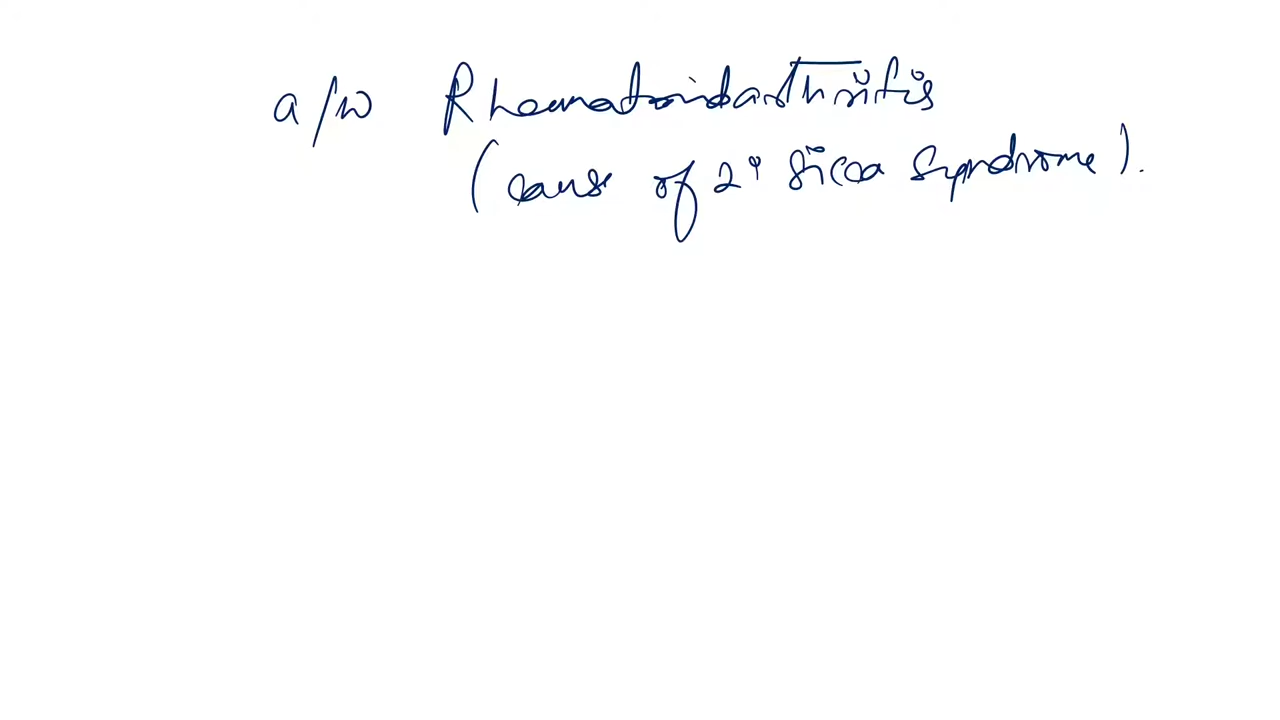 a/w Rheumatoid arthritis
(cause of 2° Sicca Syndrome).